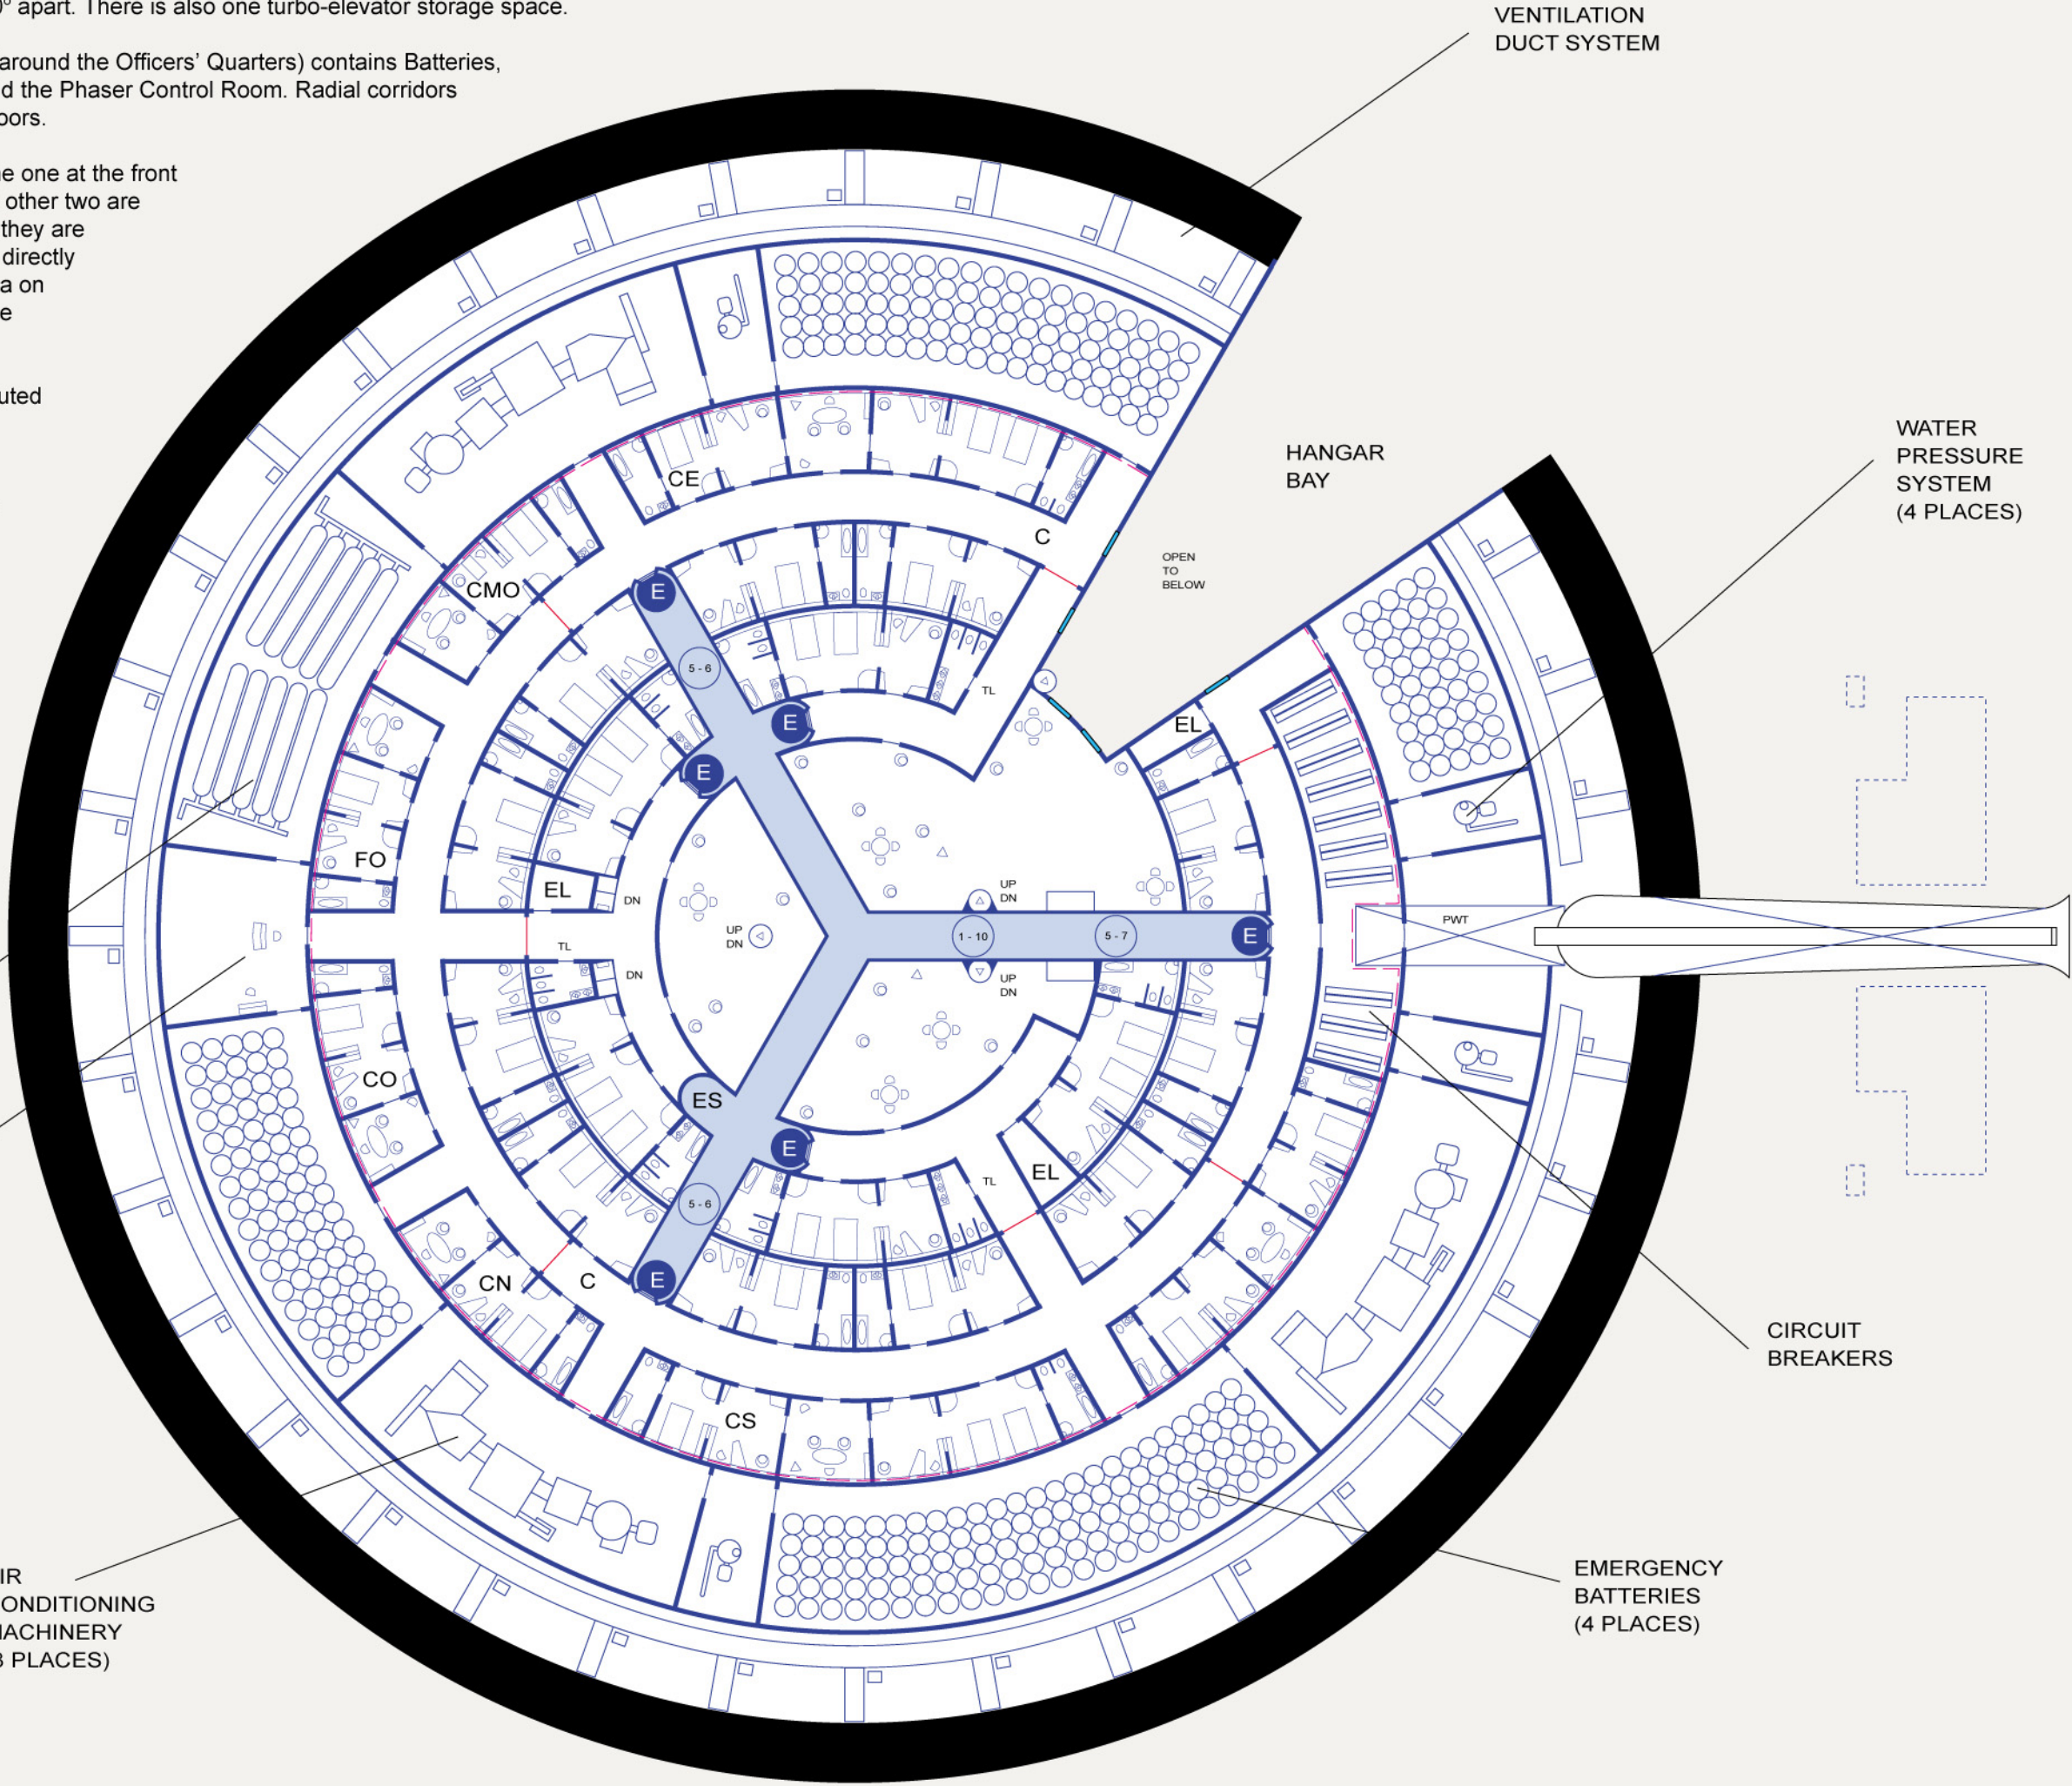 0° apart. There is also one turbo-elevator storage space.
around the Officers’ Quarters) contains Batteries,
d the Phaser Control Room. Radial corridors
oors.
e one at the front
other two are
they are
directly
a on
e
uted
VENTILATION
DUCT SYSTEM
HANGAR
BAY
WATER
PRESSURE
SYSTEM
(4 PLACES)
CE
C
OPEN
TO
BELOW
CMO
E
5 - 6
TL
E
EL
E
FO
EL
DN
UP
DN
PWT
TL
UP
DN
1 - 10
5 - 7
E
DN
UP
DN
CO
ES
E
EL
TL
5 - 6
CN
C
E
CIRCUIT
BREAKERS
CS
IR
ONDITIONING
ACHINERY
3 PLACES)
EMERGENCY
BATTERIES
(4 PLACES)